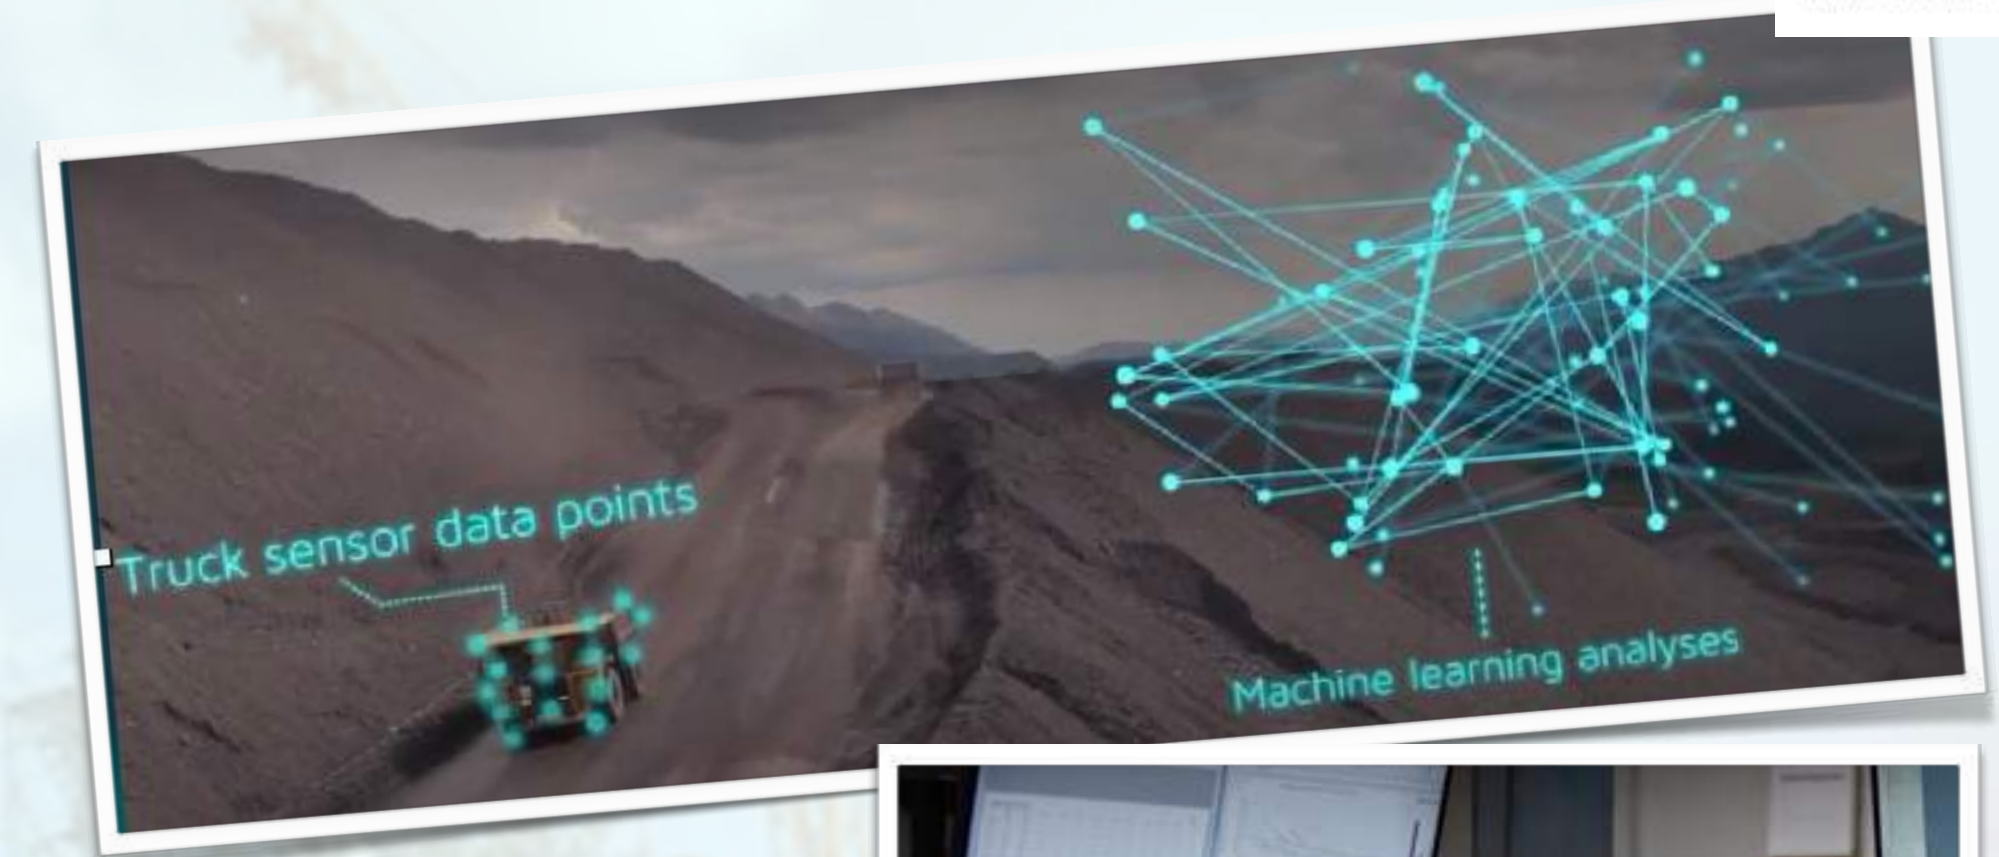 Truck sensor data points
Machine learning analyses